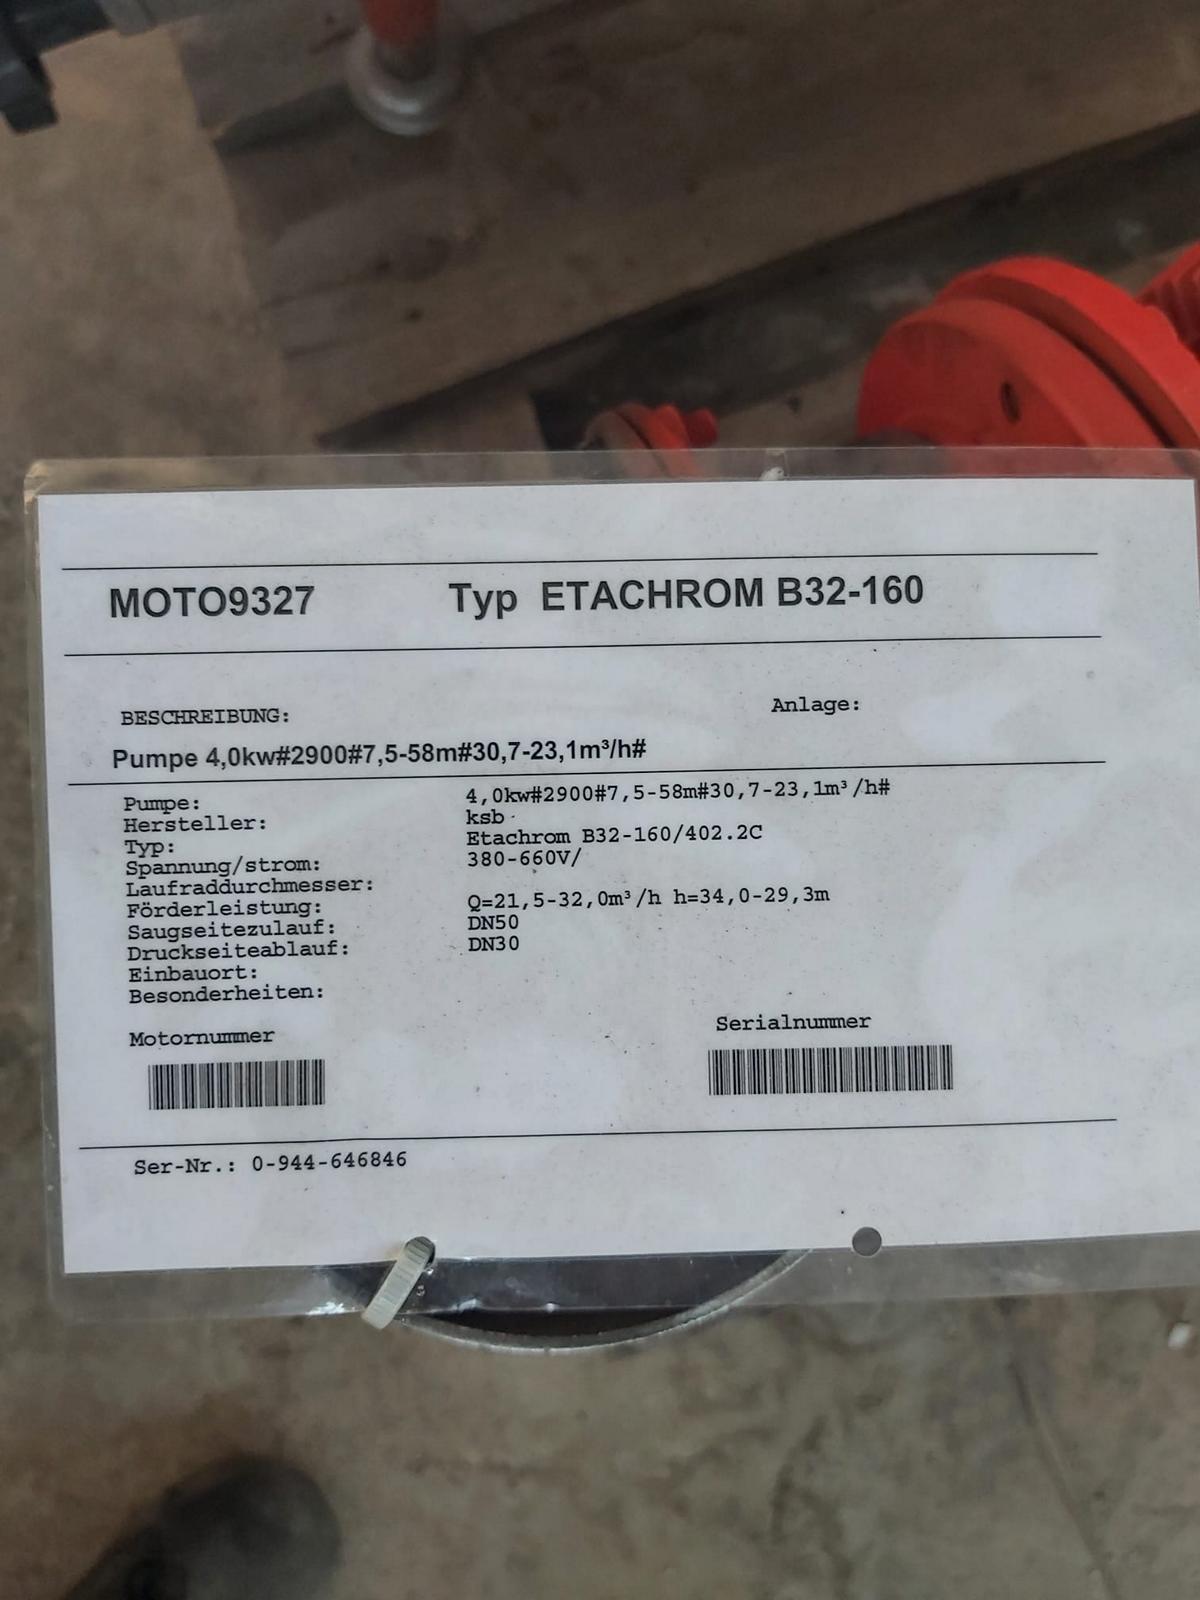 MOTO9327 Typ ETACHROM B32-160
BESCHREIBUNG: Anlage:
Pumpe 4,0kw#2900#7,5-58m#30,7-23,1m³/h#
Pumpe: 4,0kw#2900#7,5-58m#30,7-23,1m³/h#
Hersteller: ksb
Typ: Etachrom B32-160/402.2C
Spannung/strom: 380-660V/
Laufraddurchmesser:
Förderleistung: Q=21,5-32,0m³/h h=34,0-29,3m
Saugseitezulauf: DN50
Druckseiteablauf: DN30
Einbauort:
Besonderheiten:
Motornummer Serialnummer
Ser-Nr.: 0-944-646846